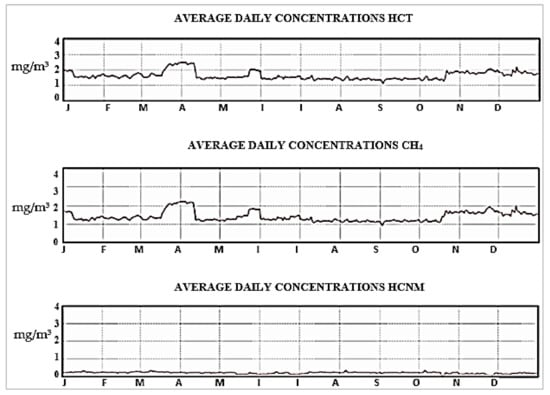 AVERAGE DAILY CONCENTRATIONS HCT
4
3
mg/m³ 2
1
0
J F M A M I I A S O N D
AVERAGE DAILY CONCENTRATIONS CH₄
4
3
mg/m³ 2
1
0
J F M A M I I A S O N D
AVERAGE DAILY CONCENTRATIONS HCNM
4
3
mg/m³ 2
1
0
J F M A M I I A S O N D